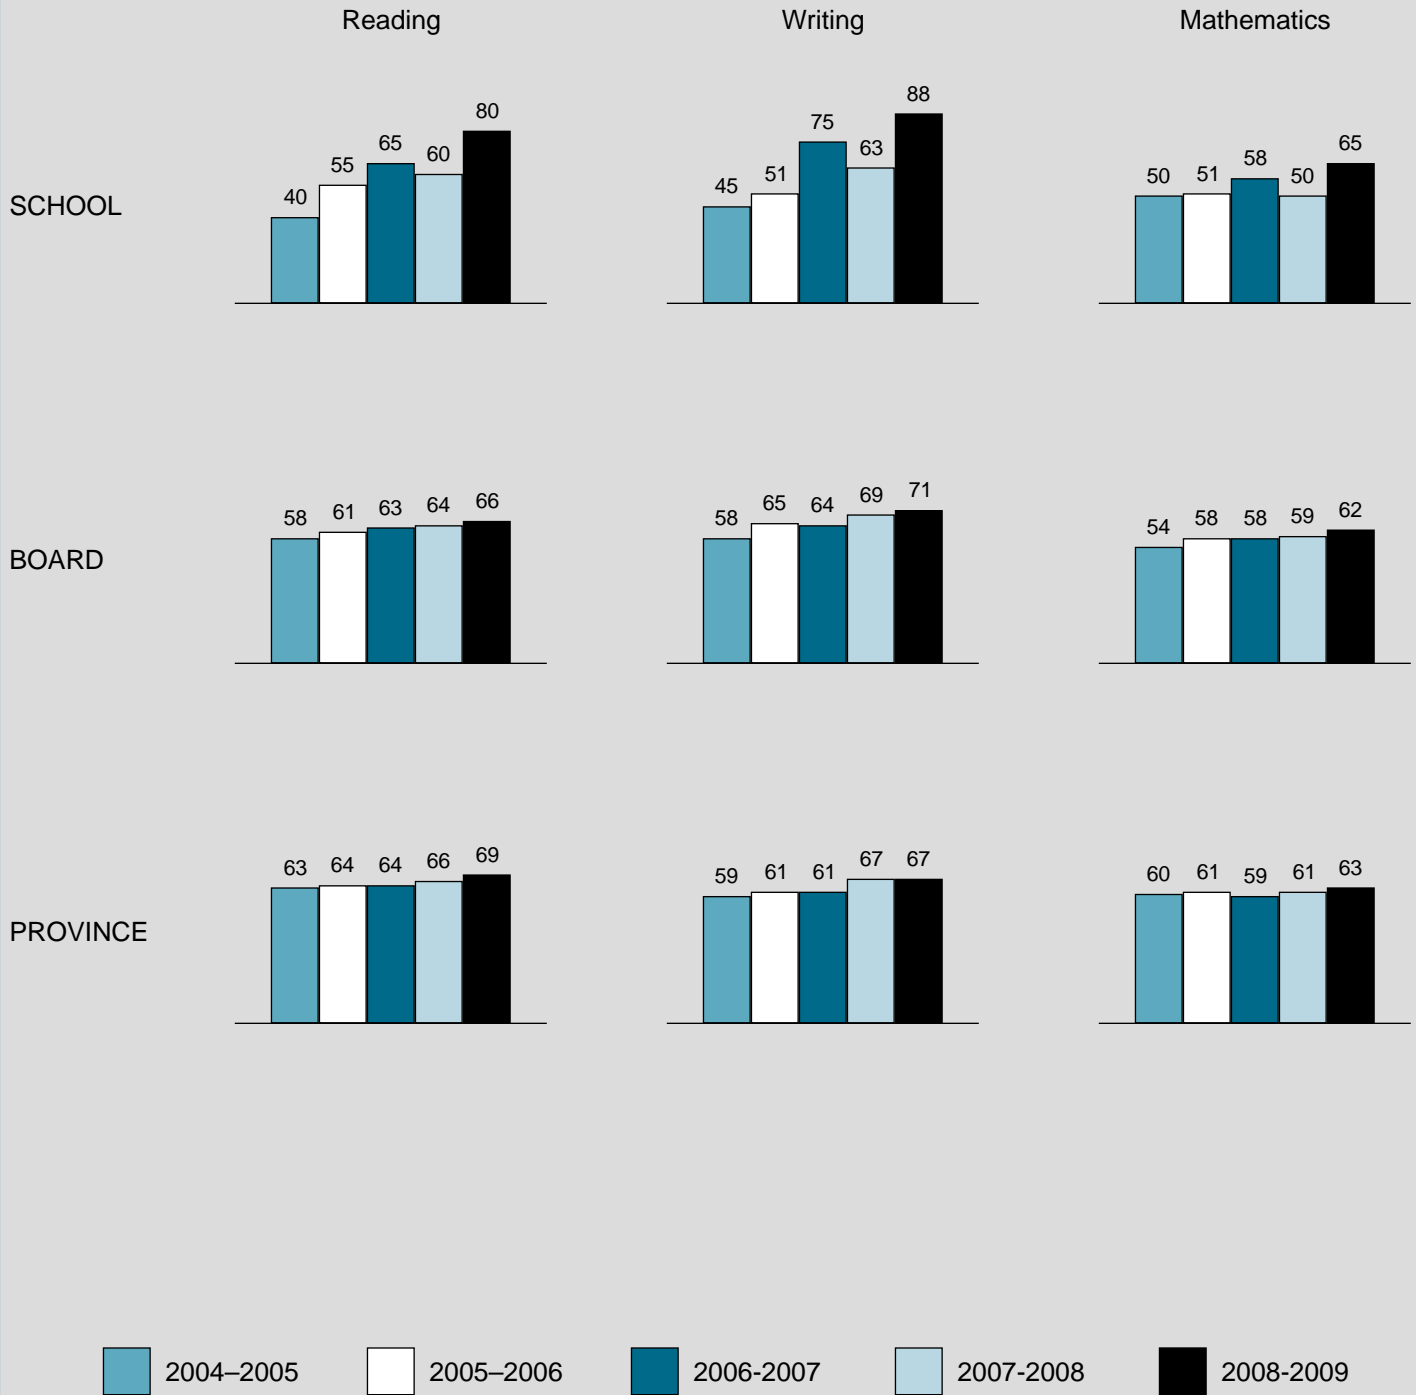 Reading Writing Mathematics
SCHOOL
40 55 65 60 80
45 51 75 63 88
50 51 58 50 65
BOARD
58 61 63 64 66
58 65 64 69 71
54 58 58 59 62
PROVINCE
63 64 64 66 69
59 61 61 67 67
60 61 59 61 63
2004–2005 2005–2006 2006-2007 2007-2008 2008-2009